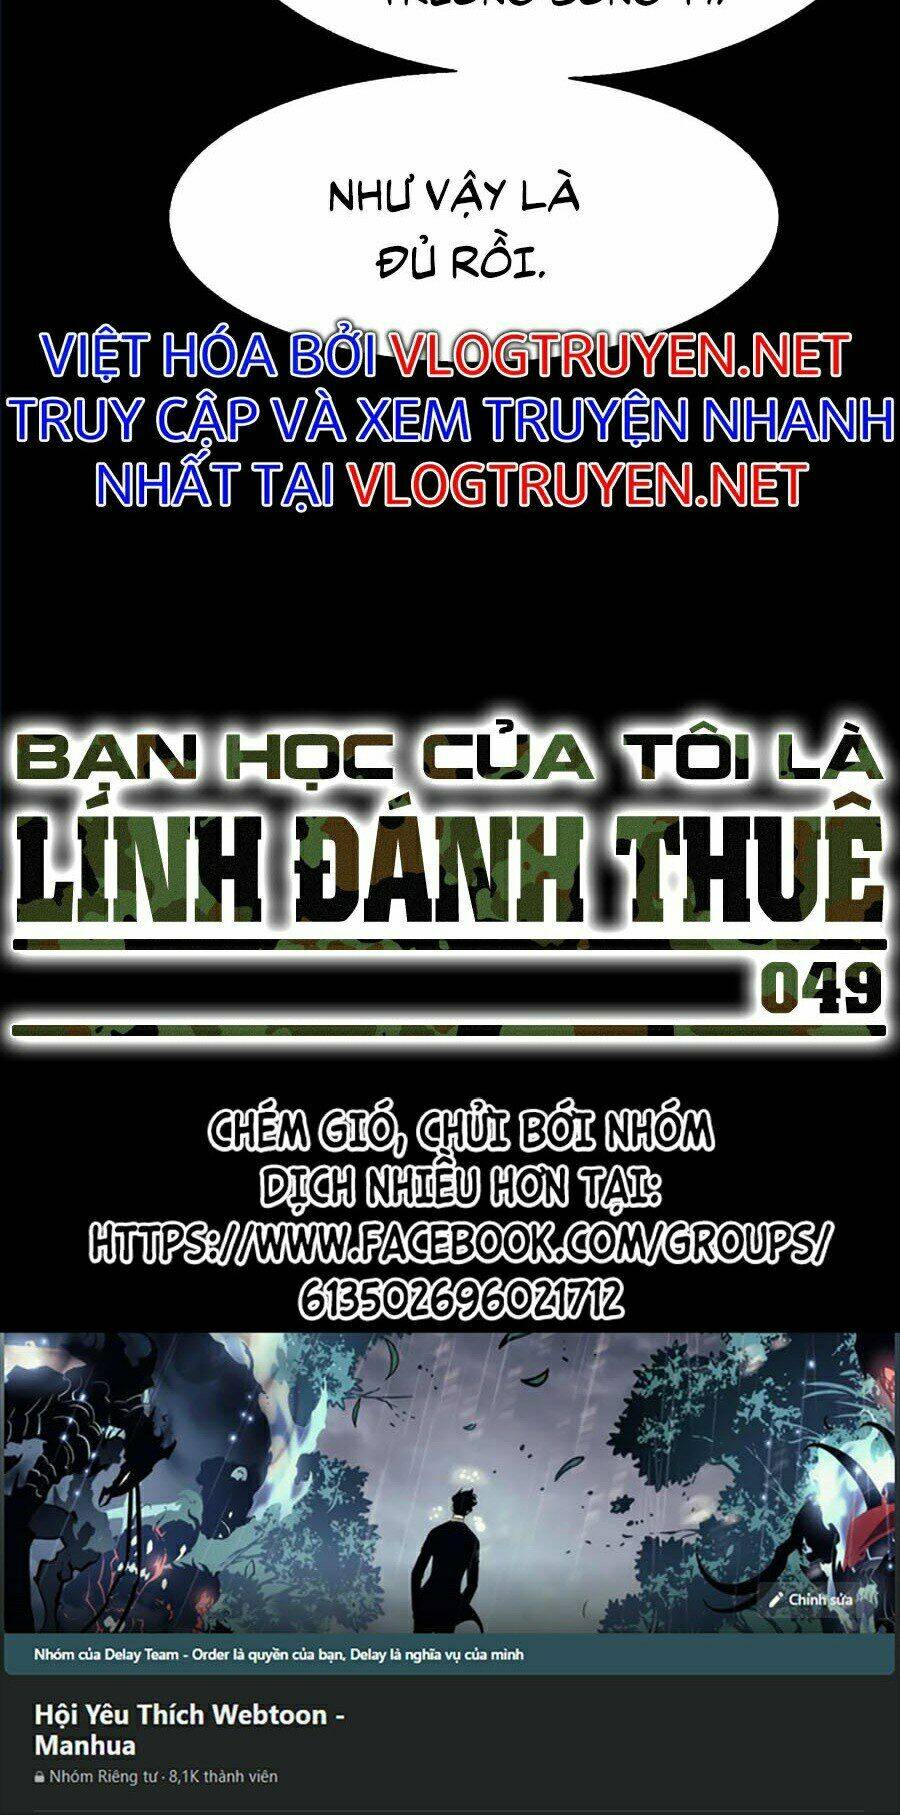 NHƯ VẬY LÀ
ĐỦ RỒI.
VIỆT HÓA BỞI VLOGTRUYEN.NET
TRUY CẬP VÀ XEM TRUYỆN NHANH
NHẤT TẠI VLOGTRUYEN.NET
BẠN HỌC CỦA TÔI LÀ
LÍNH ĐÁNH THUÊ
049
CHÉM GIÓ, CHỬI BỚI NHÓM
DỊCH NHIỀU HƠN TẠI:
HTTPS://WWW.FACEBOOK.COM/GROUPS/
613502696021712
Chỉnh sửa
Nhóm của Delay Team - Order là quyền của bạn, Delay là nghĩa vụ của mình
Hội Yêu Thích Webtoon -
Manhua
Nhóm Riêng tư · 8,1K thành viên